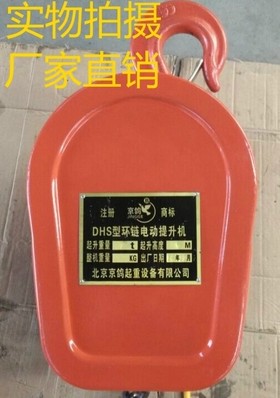 实物拍摄
厂家直销
注册 京鸽 商标
DHS型环链电动提升机
起升重量 t 起升高度 M
整机重量 KG 出厂日期 年 月
北京京鸽起重设备有限公司